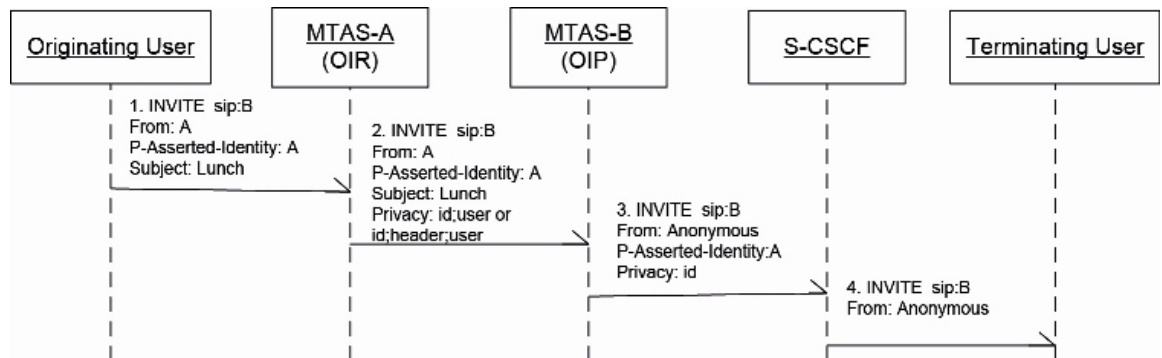 Originating User
MTAS-A
(OIR)
MTAS-B
(OIP)
S-CSCF
Terminating User
1. INVITE sip:B
From: A
P-Asserted-Identity: A
Subject: Lunch
2. INVITE sip:B
From: A
P-Asserted-Identity: A
Subject: Lunch
Privacy: id;user or
id;header;user
3. INVITE sip:B
From: Anonymous
P-Asserted-Identity:A
Privacy: id
4. INVITE sip:B
From: Anonymous